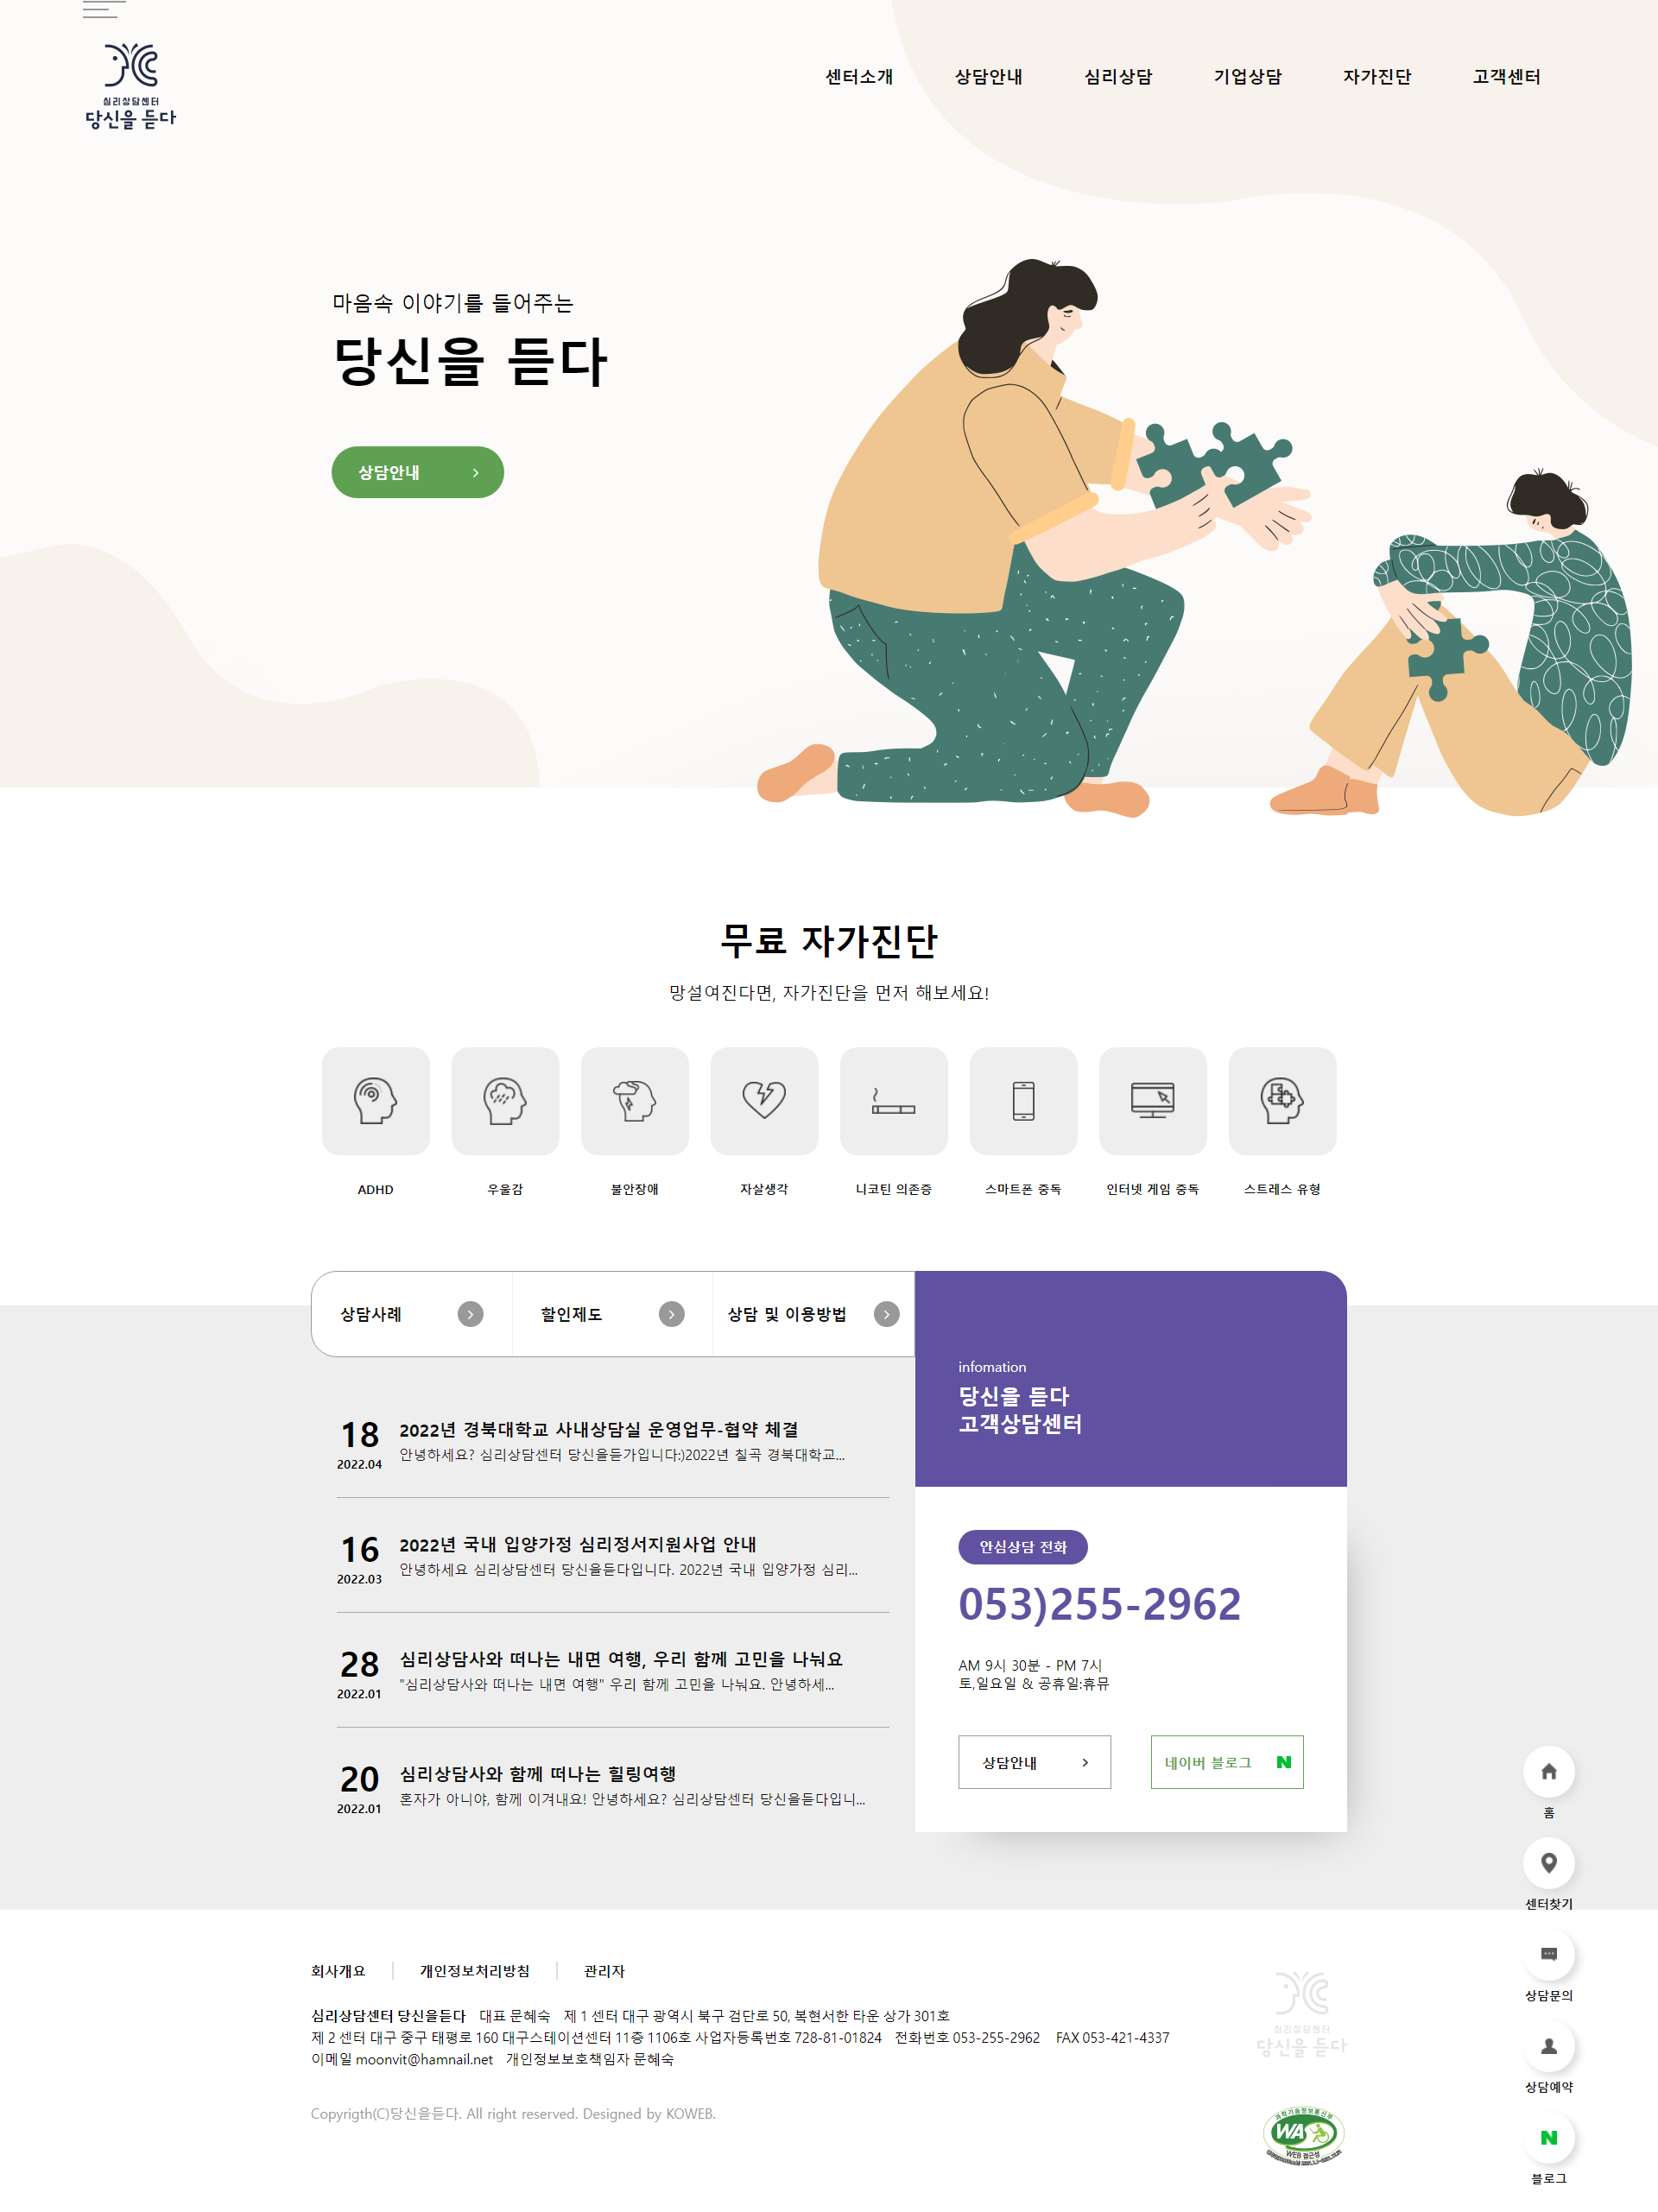 심리상담센터
당신을 듣다
센터소개 상담안내 심리상담 기업상담 자가진단 고객센터
마음속 이야기를 들어주는
당신을 듣다
상담안내
무료 자가진단
망설여진다면, 자가진단을 먼저 해보세요!
ADHD 우울감 불안장애 자살생각 니코틴 의존증 스마트폰 중독 인터넷 게임 중독 스트레스 유형
상담사례 할인제도 상담 및 이용방법
18
2022.04
2022년 경북대학교 사내상담실 운영업무-협약 체결
안녕하세요? 심리상담센터 당신을듣가입니다:)2022년 칠곡 경북대학교...
16
2022.03
2022년 국내 입양가정 심리정서지원사업 안내
안녕하세요 심리상담센터 당신을듣다입니다. 2022년 국내 입양가정 심리...
28
2022.01
심리상담사와 떠나는 내면 여행, 우리 함께 고민을 나눠요
"심리상담사와 떠나는 내면 여행" 우리 함께 고민을 나눠요. 안녕하세...
20
2022.01
심리상담사와 함께 떠나는 힐링여행
혼자가 아니야, 함께 이겨내요! 안녕하세요? 심리상담센터 당신을듣다입니...
infomation
당신을 듣다
고객상담센터
안심상담 전화
053)255-2962
AM 9시 30분 - PM 7시
토,일요일 & 공휴일:휴뮤
상담안내
네이버 블로그 N
홈
센터찾기
상담문의
상담예약
N
블로그
회사개요 개인정보처리방침 관리자
심리상담센터 당신을듣다 대표 문혜숙 제 1 센터 대구 광역시 북구 검단로 50, 복현서한 타운 상가 301호
제 2 센터 대구 중구 태평로 160 대구스테이션센터 11층 1106호 사업자등록번호 728-81-01824 전화번호 053-255-2962 FAX 053-421-4337
이메일 moonvit@hamnail.net 개인정보보호책임자 문혜숙
Copyrigth(C)당신을듣다. All right reserved. Designed by KOWEB.
심리상담센터
당신을 듣다
과학기술정보통신부
WA
WEB 접근성